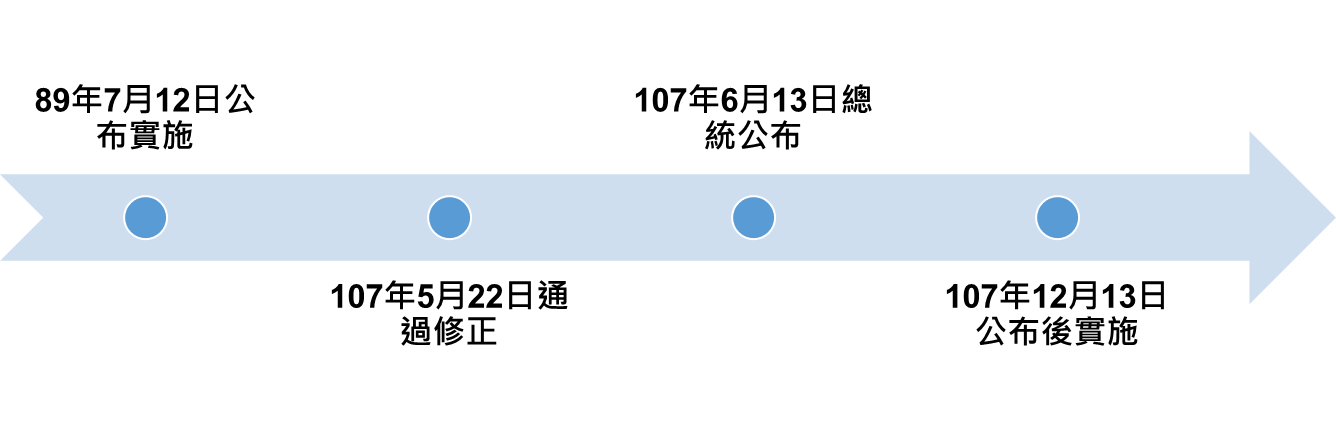 89年7月12日公
布實施
107年5月22日通
過修正
107年6月13日總
統公布
107年12月13日
公布後實施